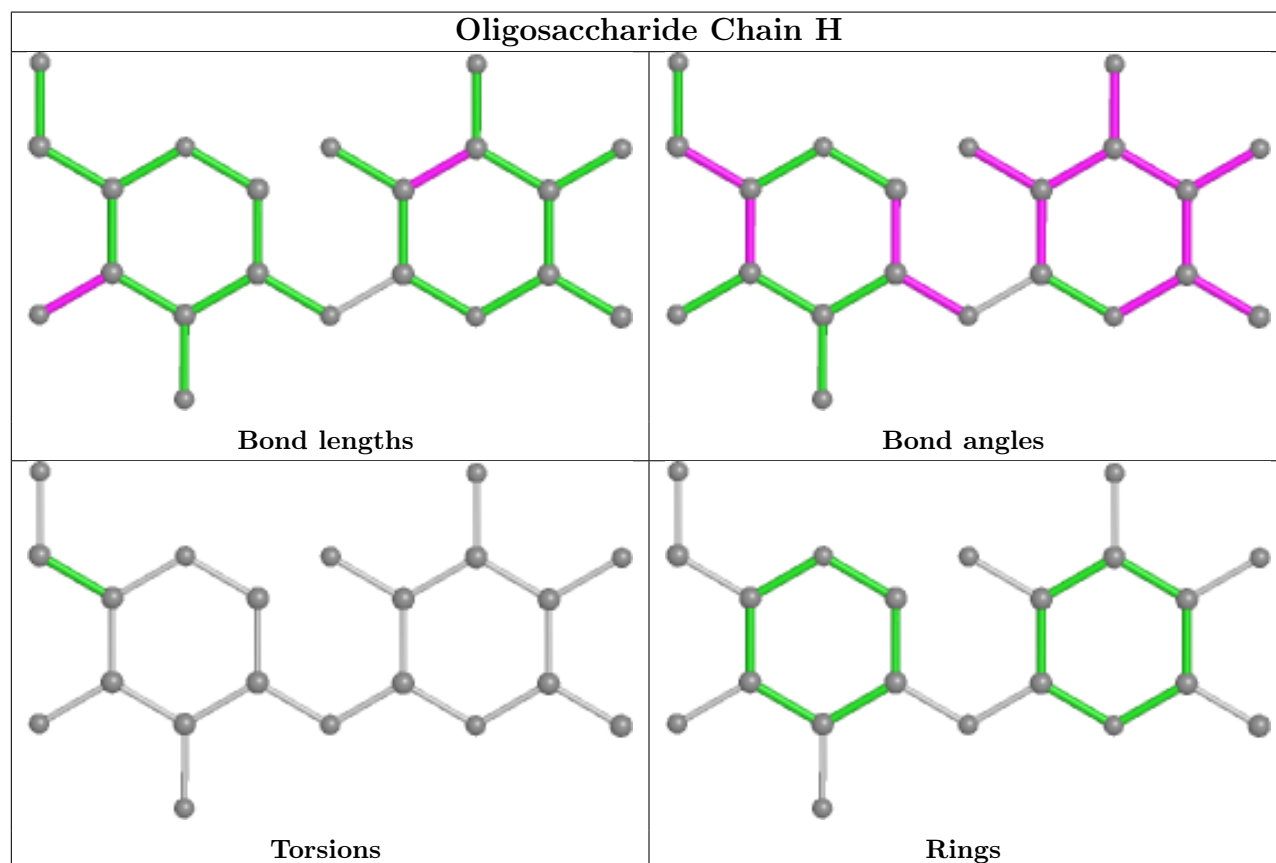 Oligosaccharide Chain H
Bond lengths
Bond angles
Torsions
Rings